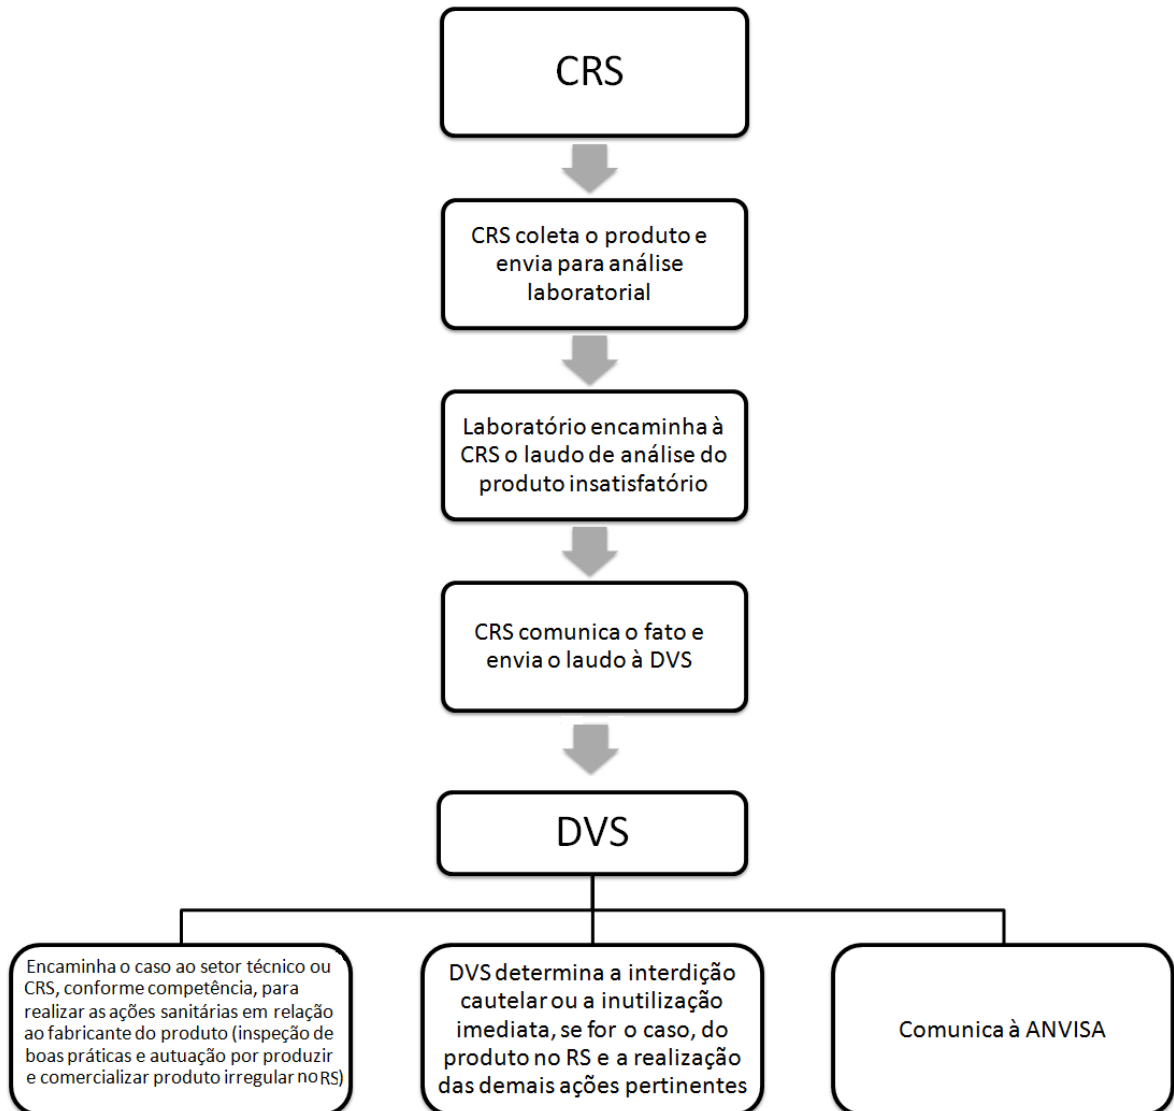 CRS
CRS coleta o produto e
envia para análise
laboratorial
Laboratório encaminha à
CRS o laudo de análise do
produto insatisfatório
CRS comunica o fato e
envia o laudo à DVS
DVS
Encaminha o caso ao setor técnico ou
CRS, conforme competência, para
realizar as ações sanitárias em relação
ao fabricante do produto (inspeção de
boas práticas e autuação por produzir
e comercializar produto irregular no RS)
DVS determina a interdição
cautelar ou a inutilização
imediata, se for o caso, do
produto no RS e a realização
das demais ações pertinentes
Comunica à ANVISA